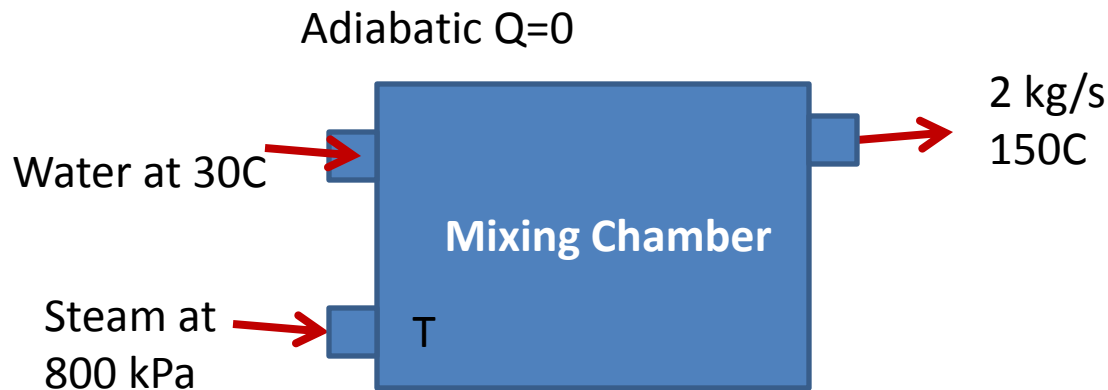 Adiabatic Q=0
2 kg/s
150C
Water at 30C
Mixing Chamber
Steam at
800 kPa
T